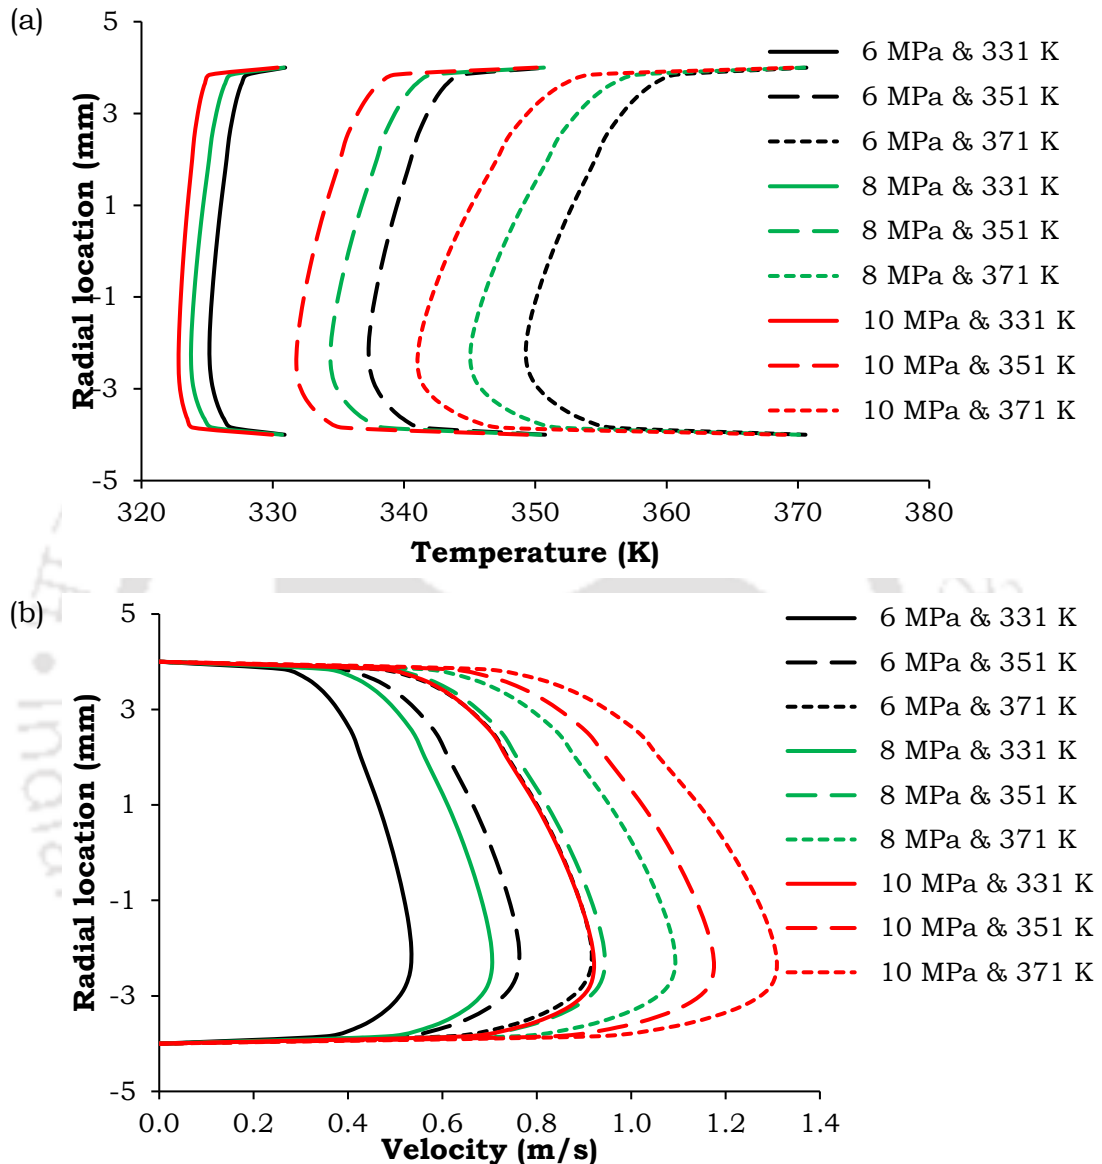 (a)
5
3
1
-1
-3
-5
Radial location (mm)
320 330 340 350 360 370 380
Temperature (K)
6 MPa & 331 K
6 MPa & 351 K
6 MPa & 371 K
8 MPa & 331 K
8 MPa & 351 K
8 MPa & 371 K
10 MPa & 331 K
10 MPa & 351 K
10 MPa & 371 K
(b)
5
3
1
-1
-3
-5
Radial location (mm)
0.0 0.2 0.4 0.6 0.8 1.0 1.2 1.4
Velocity (m/s)
6 MPa & 331 K
6 MPa & 351 K
6 MPa & 371 K
8 MPa & 331 K
8 MPa & 351 K
8 MPa & 371 K
10 MPa & 331 K
10 MPa & 351 K
10 MPa & 371 K